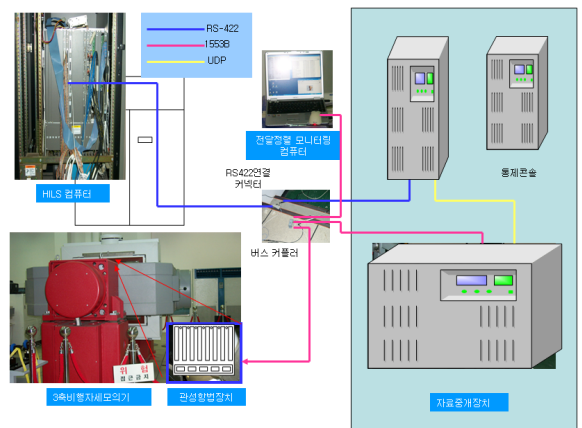 RS-422
1553B
UDP
전달정렬 모니터링
컴퓨터
RS422연결
커넥터
통제콘솔
HILS 컴퓨터
버스 커플러
위 험
접근금지
3축비행자세모의기
관성항법장치
자료중개장치